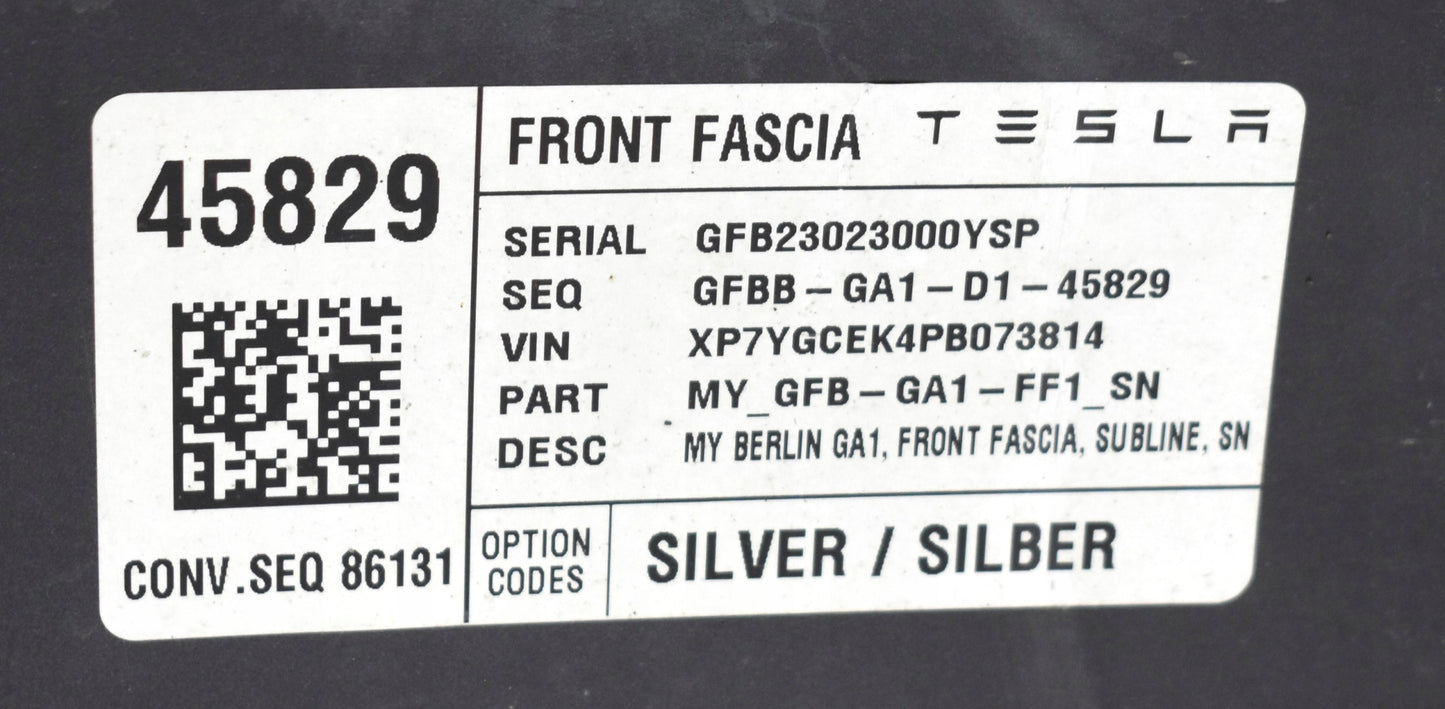 45829
CONV.SEQ 86131
FRONT FASCIA TESLA
SERIAL GFB23023000YSP
SEQ GFBB-GA1-D1-45829
VIN XP7YGCEK4PB073814
PART MY_GFB-GA1-FF1_SN
DESC MY BERLIN GA1, FRONT FASCIA, SUBLINE, SN
OPTION
CODES
SILVER / SILBER